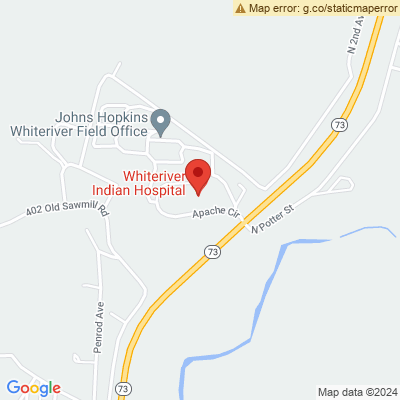 Map error: g.co/staticmaperror
N 2nd Av
73
Johns Hopkins
Whiteriver Field Office
Whiteriver
Indian Hospital
Apache Cir
N Potter St
402 Old Sawmill Rd
73
Penrod Ave
73
Google
Map data ©2024